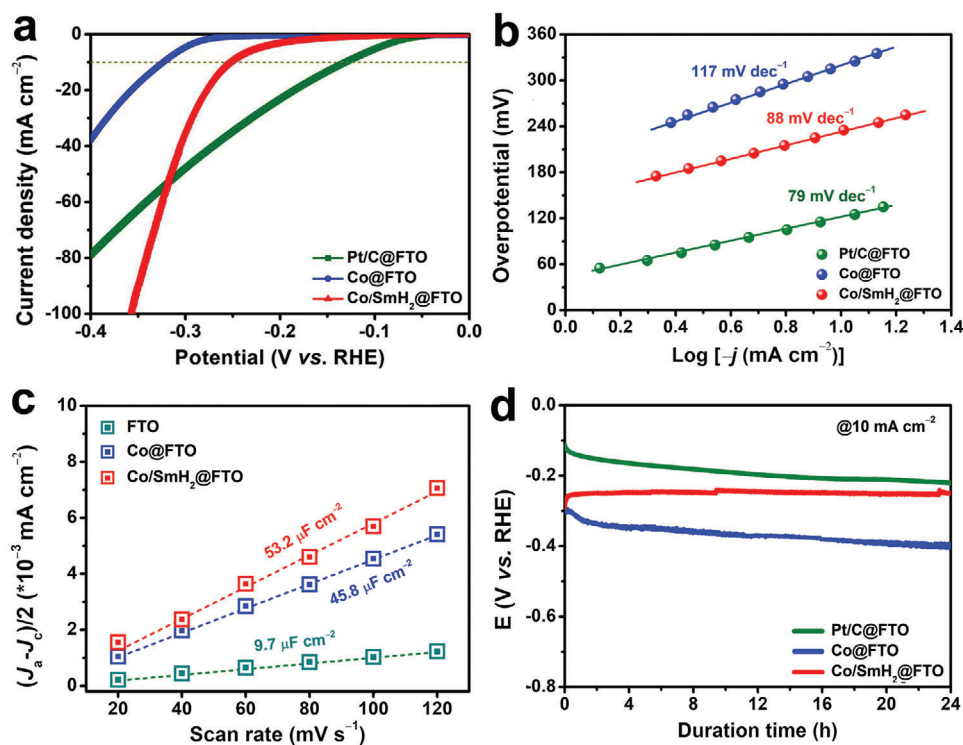 a
0
-20
-40
-60
-80
-100
-0.4
-0.3
-0.2
-0.1
0.0
Current density (mA cm⁻²)
Potential (V vs. RHE)
Pt/C@FTO
Co@FTO
Co/SmH₂@FTO
b
360
300
240
180
120
60
0
0.0
0.2
0.4
0.6
0.8
1.0
1.2
1.4
Overpotential (mV)
Log [–j (mA cm⁻²)]
117 mV dec⁻¹
88 mV dec⁻¹
79 mV dec⁻¹
Pt/C@FTO
Co@FTO
Co/SmH₂@FTO
c
10
8
6
4
2
0
20
40
60
80
100
120
(Jₐ-J꜀)/2 (*10⁻³ mA cm⁻²)
Scan rate (mV s⁻¹)
FTO
Co@FTO
Co/SmH₂@FTO
53.2 μF cm⁻²
45.8 μF cm⁻²
9.7 μF cm⁻²
d
0.0
-0.2
-0.4
-0.6
-0.8
0
6
12
18
24
E (V vs. RHE)
Duration time (h)
@10 mA cm⁻²
Pt/C@FTO
Co@FTO
Co/SmH₂@FTO